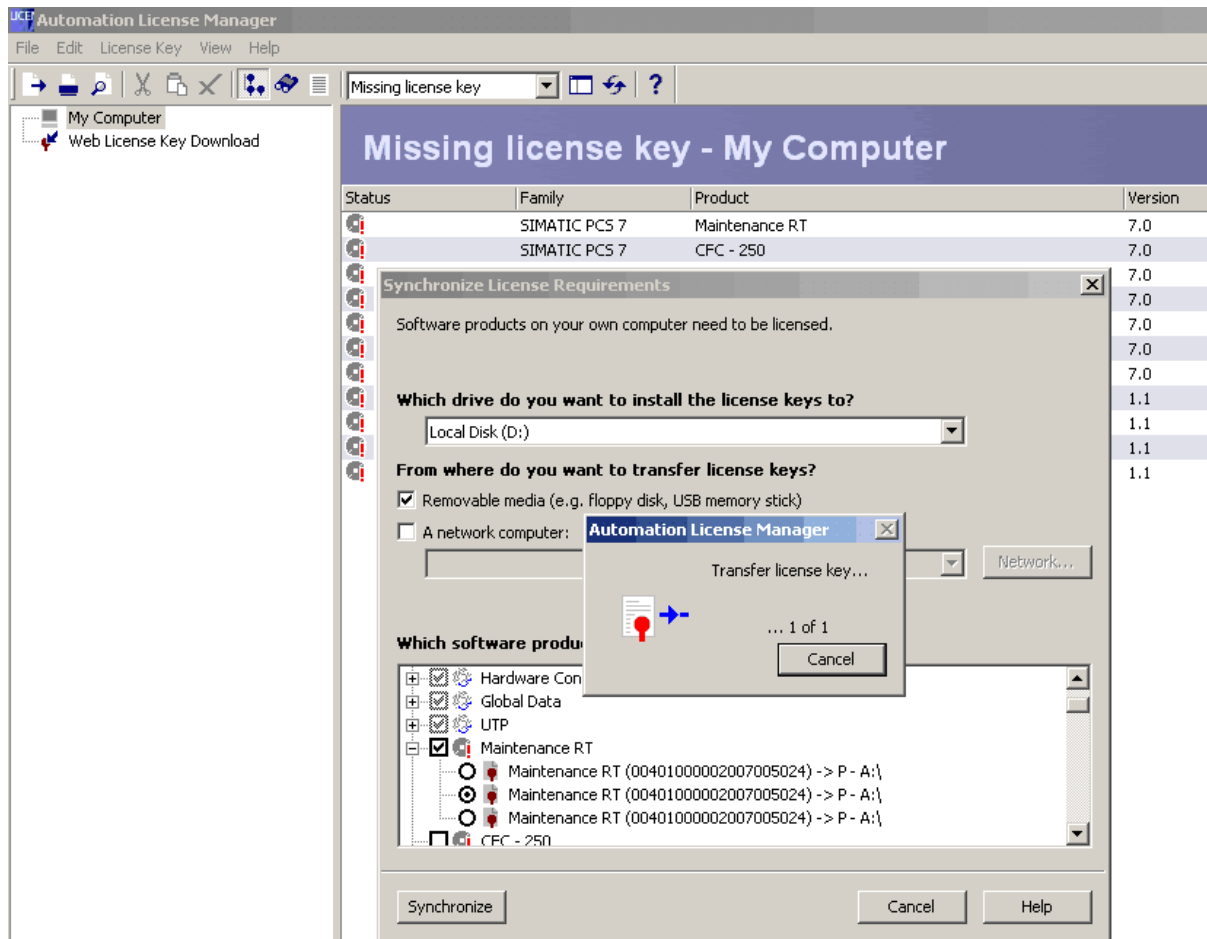 LICE Automation License Manager
File Edit License Key View Help
Missing license key
?
My Computer
Web License Key Download
Missing license key - My Computer
Status Family Product Version
SIMATIC PCS 7 Maintenance RT 7.0
SIMATIC PCS 7 CFC - 250 7.0
7.0
7.0
7.0
7.0
7.0
1.1
1.1
1.1
1.1
Synchronize License Requirements
Software products on your own computer need to be licensed.
Which drive do you want to install the license keys to?
Local Disk (D:)
From where do you want to transfer license keys?
Removable media (e.g. floppy disk, USB memory stick)
A network computer:
Network...
Automation License Manager
Transfer license key...
... 1 of 1
Cancel
Which software produ
Hardware Con
Global Data
UTP
Maintenance RT
Maintenance RT (00401000002007005024) -> P - A:\
Maintenance RT (00401000002007005024) -> P - A:\
Maintenance RT (00401000002007005024) -> P - A:\
CFC - 250
Synchronize Cancel Help